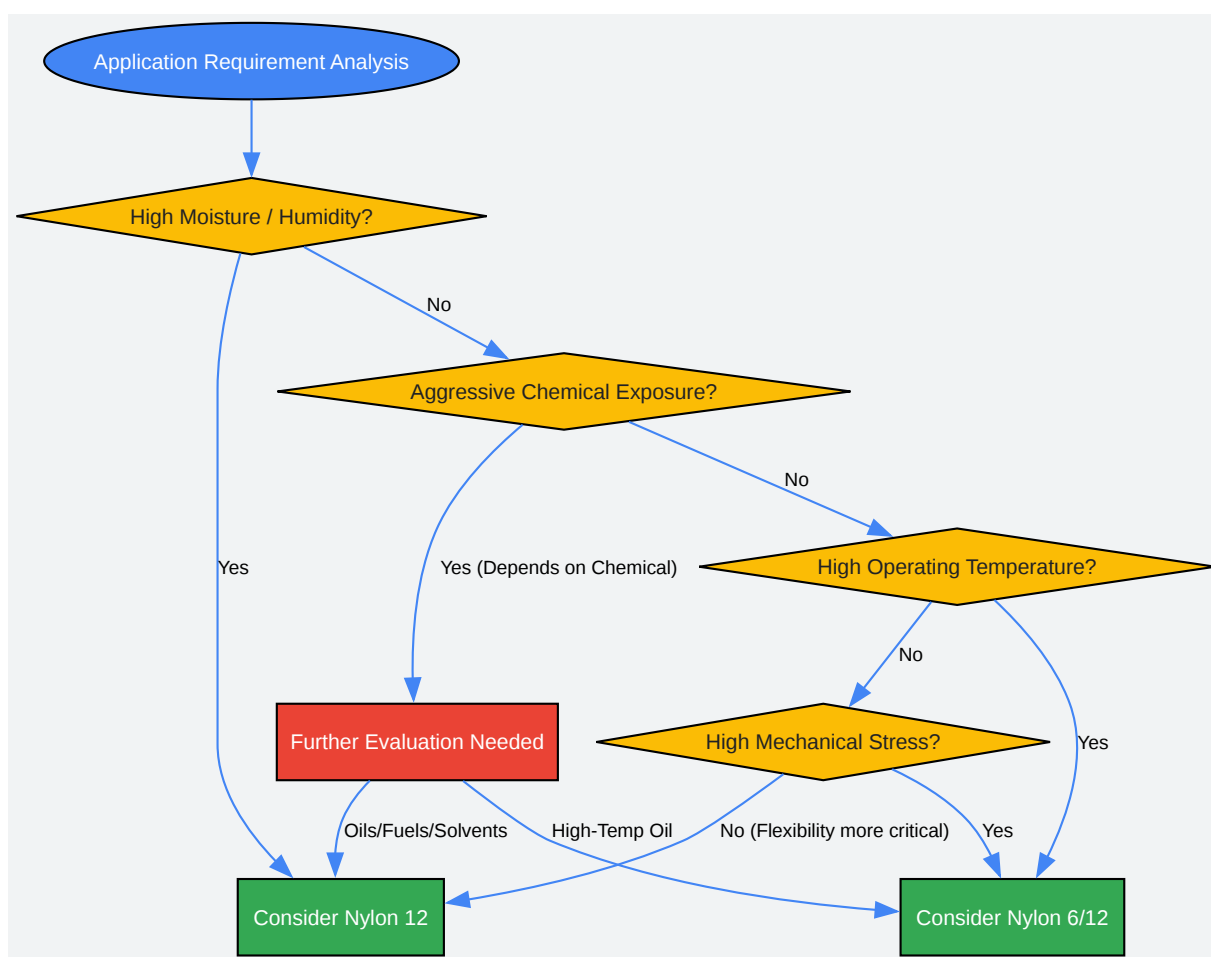 Application Requirement Analysis
High Moisture / Humidity?
No
Aggressive Chemical Exposure?
No
Yes
Yes (Depends on Chemical)
High Operating Temperature?
No
Further Evaluation Needed
High Mechanical Stress?
Yes
Oils/Fuels/Solvents
High-Temp Oil
No (Flexibility more critical)
Yes
Consider Nylon 12
Consider Nylon 6/12